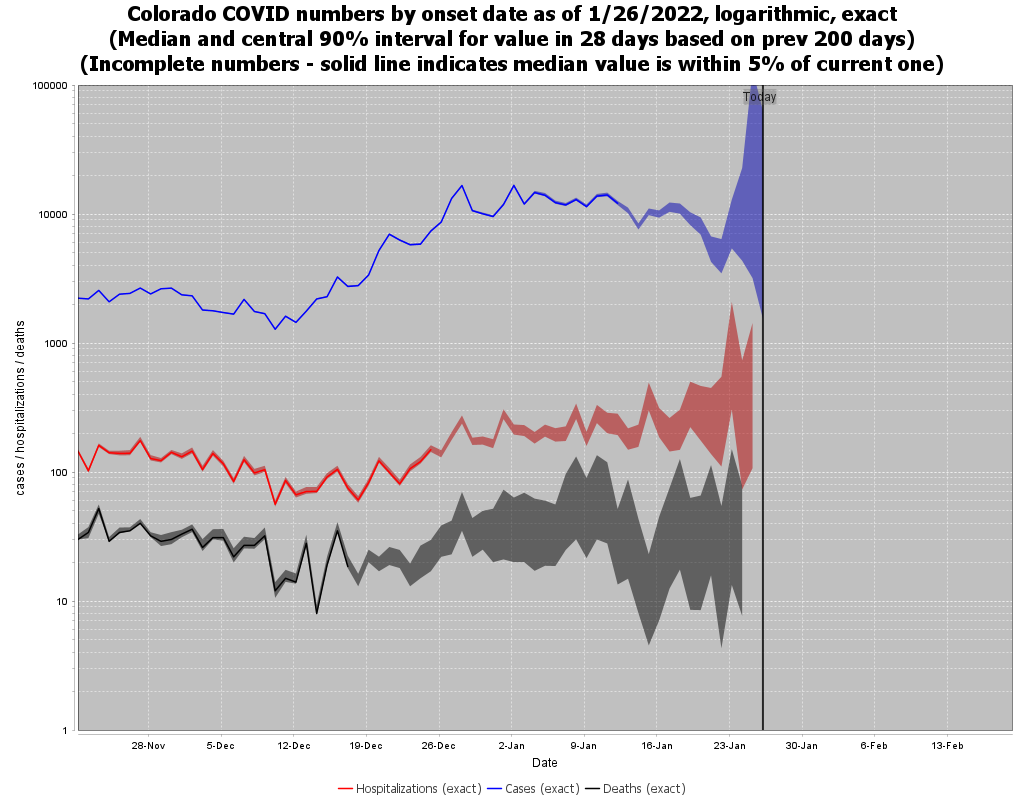 Colorado COVID numbers by onset date as of 1/26/2022, logarithmic, exact
(Median and central 90% interval for value in 28 days based on prev 200 days)
(Incomplete numbers - solid line indicates median value is within 5% of current one)
100000
Today
10000
1000
100
10
1
cases / hospitalizations / deaths
28-Nov 5-Dec 12-Dec 19-Dec 26-Dec 2-Jan 9-Jan 16-Jan 23-Jan 30-Jan 6-Feb 13-Feb
Date
Hospitalizations (exact) Cases (exact) Deaths (exact)